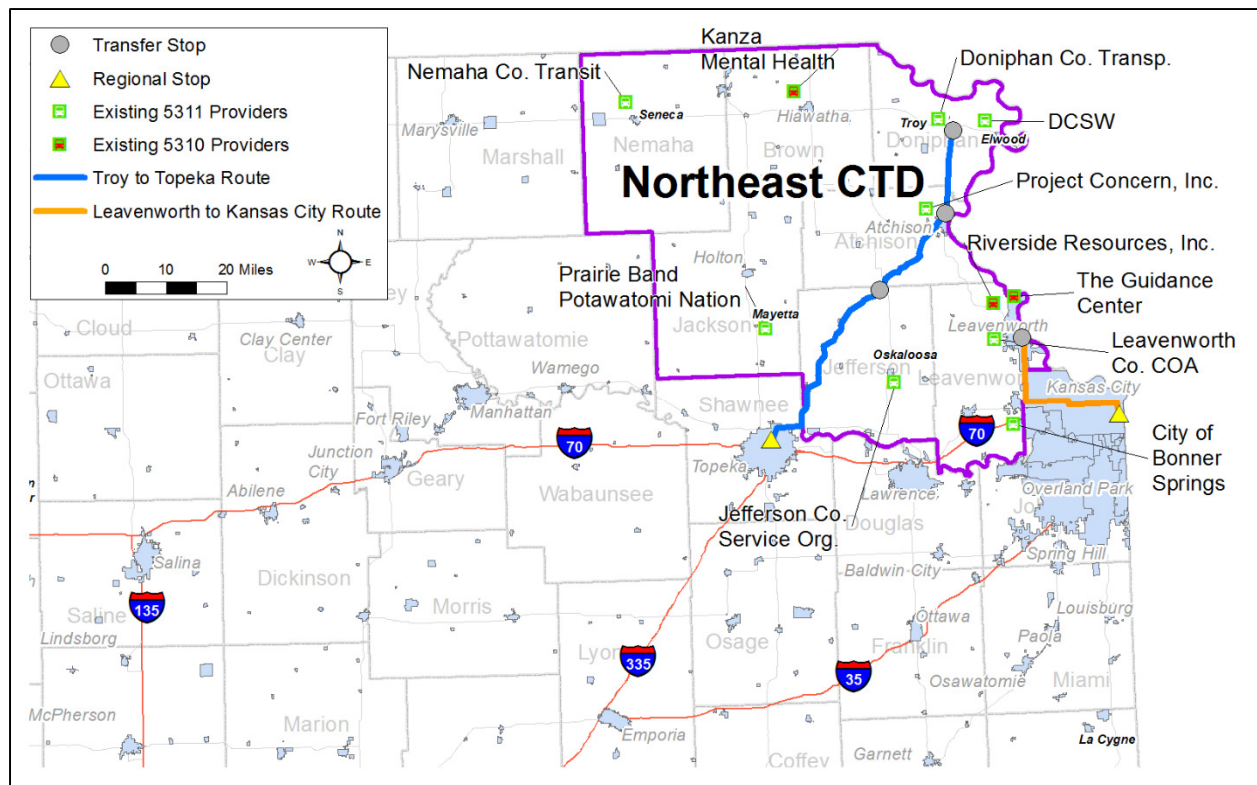 Transfer Stop
Regional Stop
Existing 5311 Providers
Existing 5310 Providers
Troy to Topeka Route
Leavenworth to Kansas City Route
N
W
E
S
0
10
20 Miles
Kanza
Mental Health
Nemaha Co. Transit
Doniphan Co. Transp.
DCSW
Marysville
Seneca
Hiawatha
Troy
Elwood
Marshall
Nemaha
Brown
Doniphan
Northeast CTD
Project Concern, Inc.
Atchison
Atchison
Riverside Resources, Inc.
Holton
Prairie Band
Potawatomi Nation
Mayetta
Jackson
The Guidance
Center
Leavenworth
Leavenworth
Co. COA
Cloud
Clay Center
Clay
Pottawatomie
Oskaloosa
Jefferson
Leavenwor
Kansas City
Ottawa
Wamego
Manhattan
Fort Riley
Shawnee
70
70
City of
Bonner
Springs
Junction
City
Geary
Topeka
Wabaunsee
Lawrence
Overland Park
Jo
Abilene
Jefferson Co.
Service Org.
Douglas
Spring Hill
Baldwin City
Salina
Dickinson
Saline
135
Morris
Osage
Ottawa
Louisburg
Lindsborg
Lyon
335
35
Franklin
Paola
Osawatomie
Miami
McPherson
Marion
Emporia
La Cygne
Garnett
Coffey